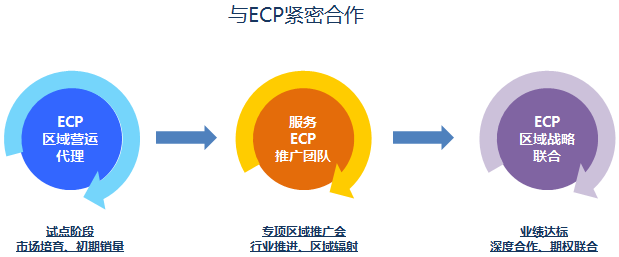 与ECP紧密合作
ECP
区域营运
代理
服务
ECP
推广团队
ECP
区域战略
联合
试点阶段
市场培育、初期销量
专项区域推广会
行业推进、区域辐射
业绩达标
深度合作、期权联合